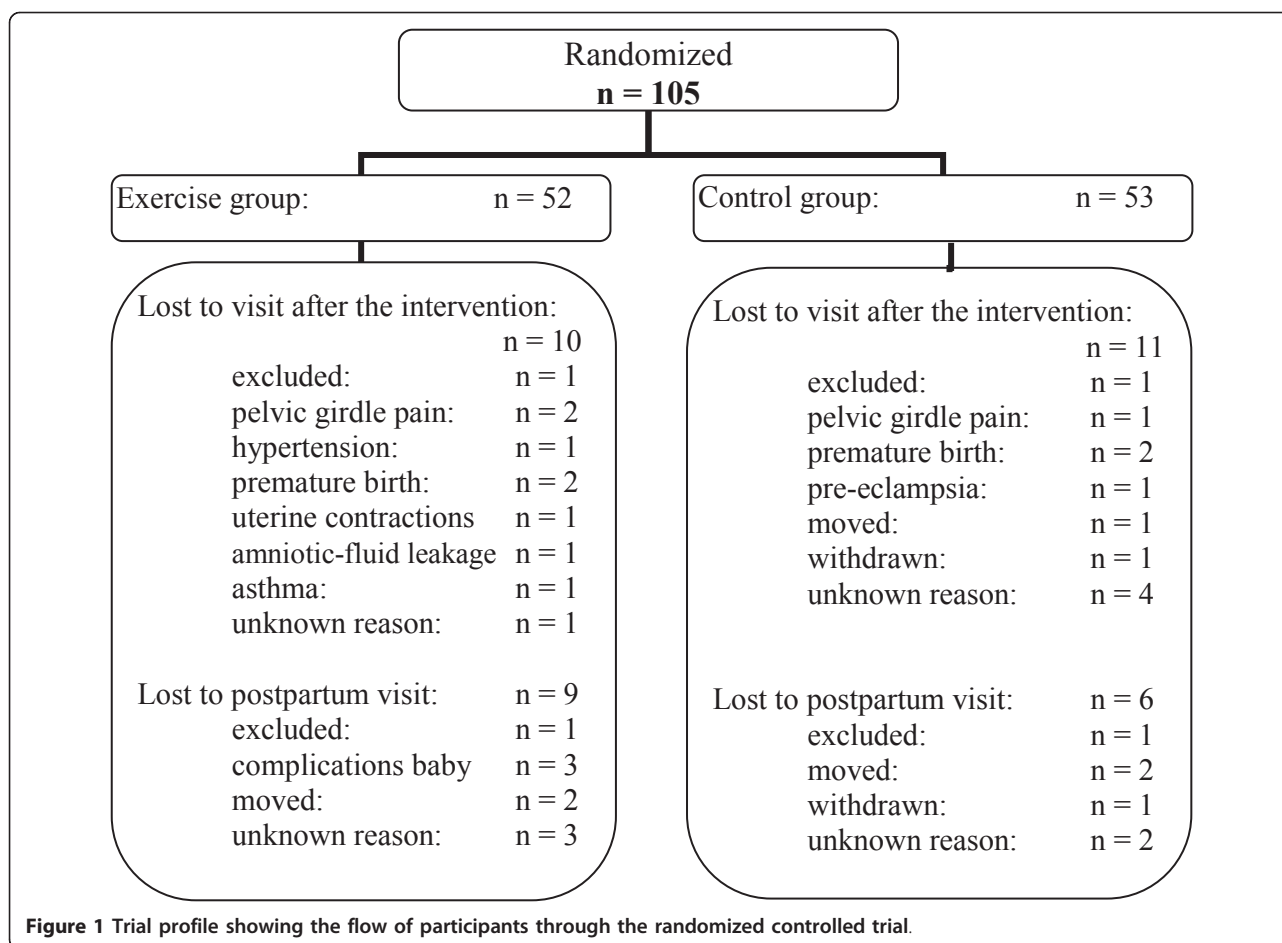 Randomized
n = 105
Exercise group: n = 52
Control group: n = 53
Lost to visit after the intervention:
n = 10
excluded: n = 1
pelvic girdle pain: n = 2
hypertension: n = 1
premature birth: n = 2
uterine contractions n = 1
amniotic-fluid leakage n = 1
asthma: n = 1
unknown reason: n = 1
Lost to postpartum visit: n = 9
excluded: n = 1
complications baby n = 3
moved: n = 2
unknown reason: n = 3
Lost to visit after the intervention:
n = 11
excluded: n = 1
pelvic girdle pain: n = 1
premature birth: n = 2
pre-eclampsia: n = 1
moved: n = 1
withdrawn: n = 1
unknown reason: n = 4
Lost to postpartum visit: n = 6
excluded: n = 1
moved: n = 2
withdrawn: n = 1
unknown reason: n = 2
Figure 1 Trial profile showing the flow of participants through the randomized controlled trial.